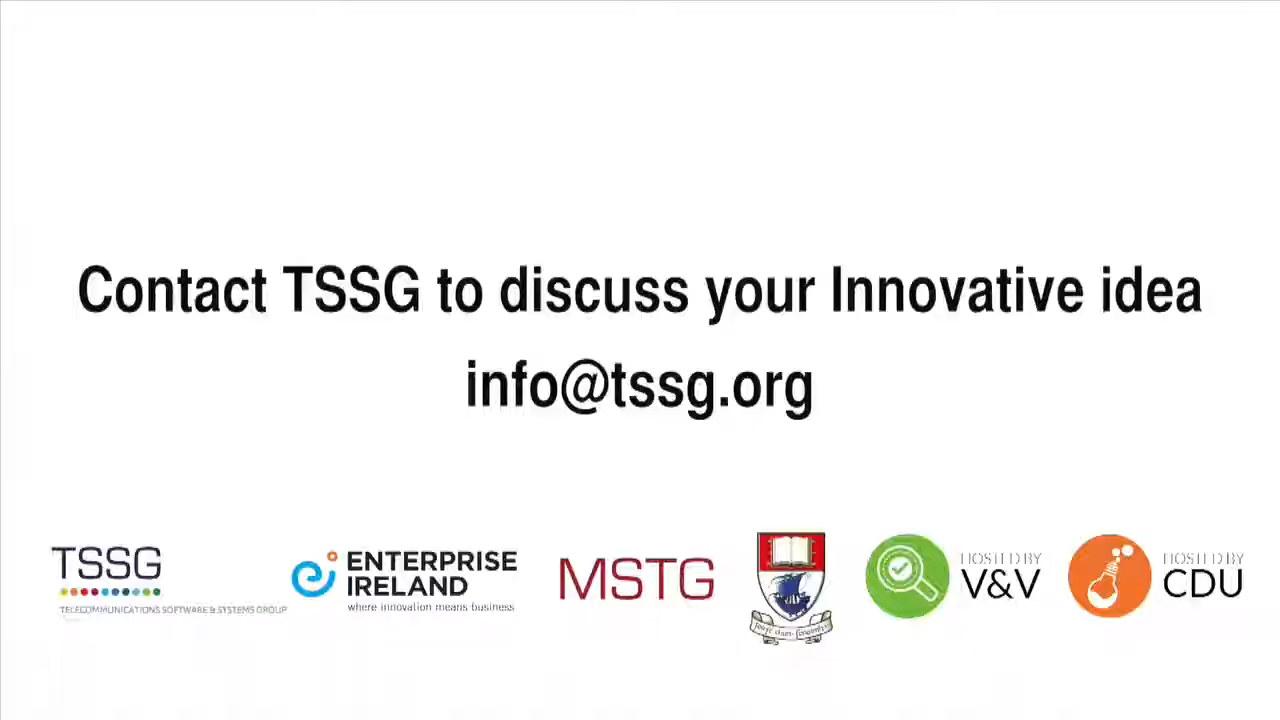 Contact TSSG to discuss your Innovative idea
info@tssg.org
TSSG
TELECOMMUNICATIONS SOFTWARE & SYSTEMS GROUP
ENTERPRISE
IRELAND
where innovation means business
MSTG
HOSTED BY
V&V
HOSTED BY
CDU